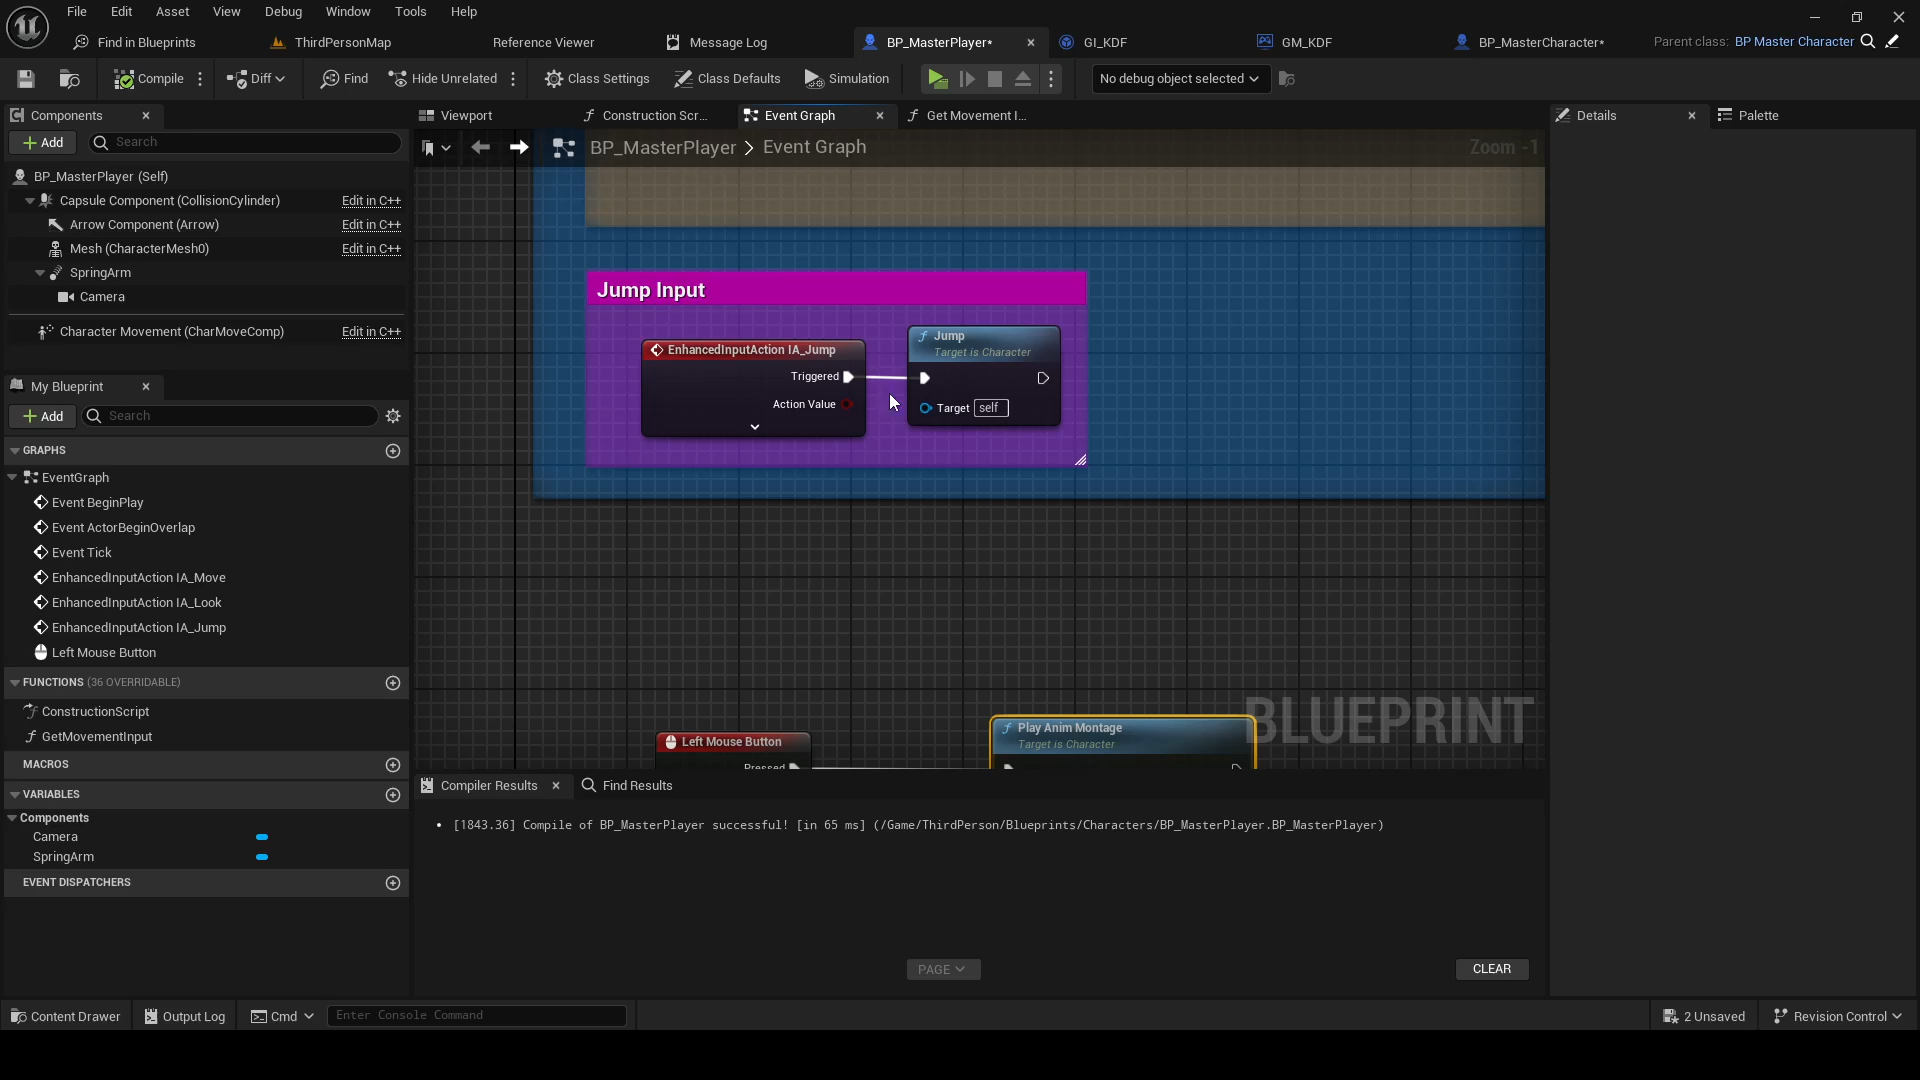 File Edit Asset View Debug Window Tools Help
Find in Blueprints ThirdPersonMap Reference Viewer Message Log BP_MasterPlayer* GI_KDF GM_KDF BP_MasterCharacter* Parent class: BP Master Character
Compile Diff Find Hide Unrelated Class Settings Class Defaults Simulation No debug object selected
Components Viewport Construction Scr... Event Graph Get Movement I... Details Palette
Add Search BP_MasterPlayer > Event Graph Zoom -1
BP_MasterPlayer (Self)
Capsule Component (CollisionCylinder) Edit in C++
Arrow Component (Arrow) Edit in C++
Mesh (CharacterMesh0) Edit in C++
SpringArm
Camera
Character Movement (CharMoveComp) Edit in C++
Jump Input
EnhancedInputAction IA_Jump
Triggered
Action Value
Jump
Target is Character
Target self
My Blueprint
Add Search
GRAPHS
EventGraph
Event BeginPlay
Event ActorBeginOverlap
Event Tick
EnhancedInputAction IA_Move
EnhancedInputAction IA_Look
EnhancedInputAction IA_Jump
Left Mouse Button
FUNCTIONS (36 OVERRIDABLE)
ConstructionScript
GetMovementInput
MACROS
VARIABLES
Components
Camera
SpringArm
EVENT DISPATCHERS
Left Mouse Button
Pressed
Play Anim Montage
Target is Character
BLUEPRINT
Compiler Results Find Results
• [1843.36] Compile of BP_MasterPlayer successful! [in 65 ms] (/Game/ThirdPerson/Blueprints/Characters/BP_MasterPlayer.BP_MasterPlayer)
PAGE CLEAR
Content Drawer Output Log Cmd Enter Console Command 2 Unsaved Revision Control